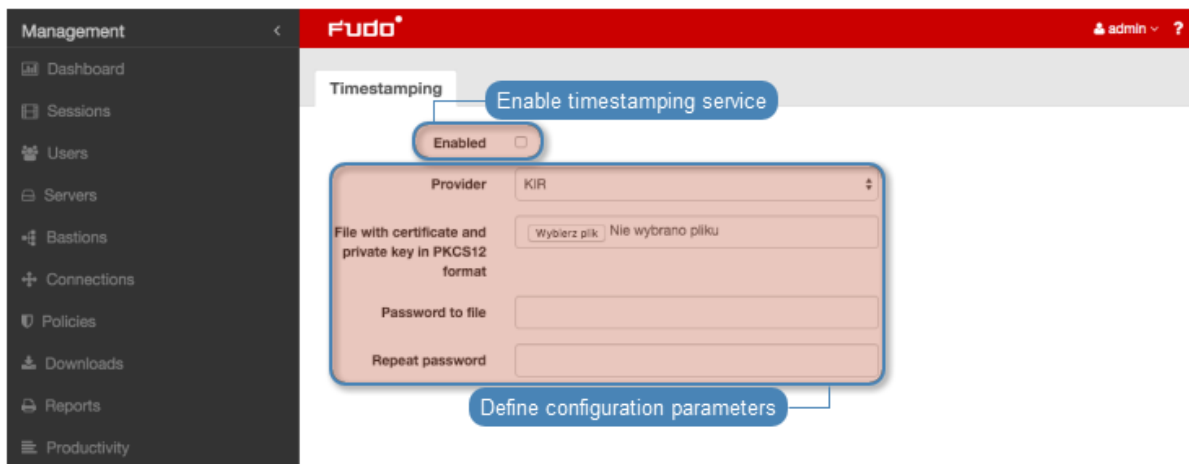 Management
FUDO
admin
?
Dashboard
Sessions
Users
Servers
Bastions
Connections
Policies
Downloads
Reports
Productivity
Timestamping
Enable timestamping service
Enabled
Provider
KIR
File with certificate and
private key in PKCS12
format
Wybierz plik Nie wybrano pliku
Password to file
Repeat password
Define configuration parameters